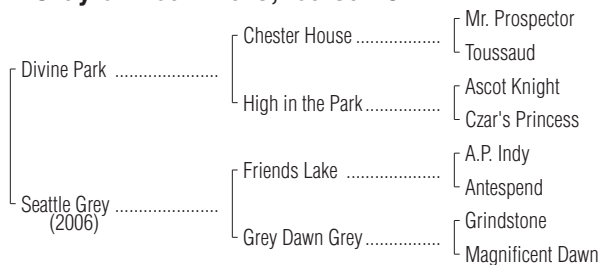 Mr. Prospector
Chester House ..................
Toussaud
Divine Park ......................
Ascot Knight
High in the Park ................
Czar's Princess
A.P. Indy
Friends Lake ...................
Antespend
Seattle Grey ......................
(2006)
Grindstone
Grey Dawn Grey ................
Magnificent Dawn